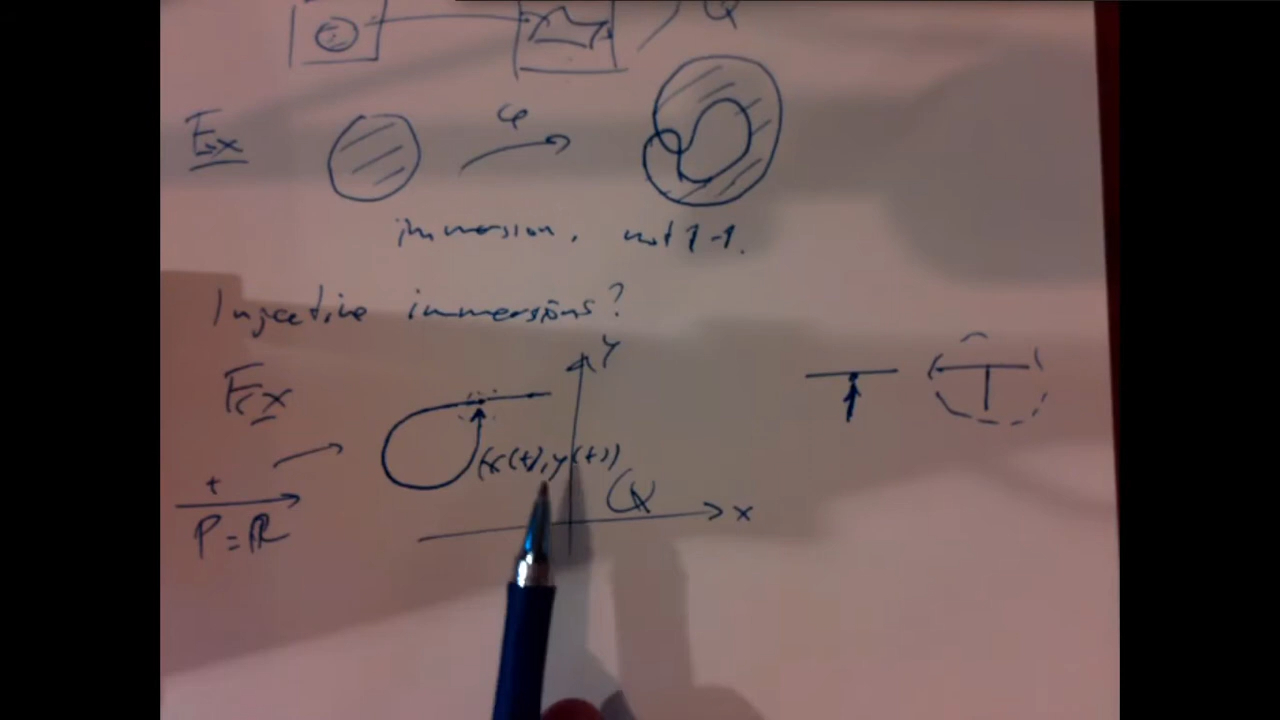 Q
Ex φ
immersion, not 1-1.
Injective immersions?
Ex y
(x(t), y(t))
t Q x
P = ℝ